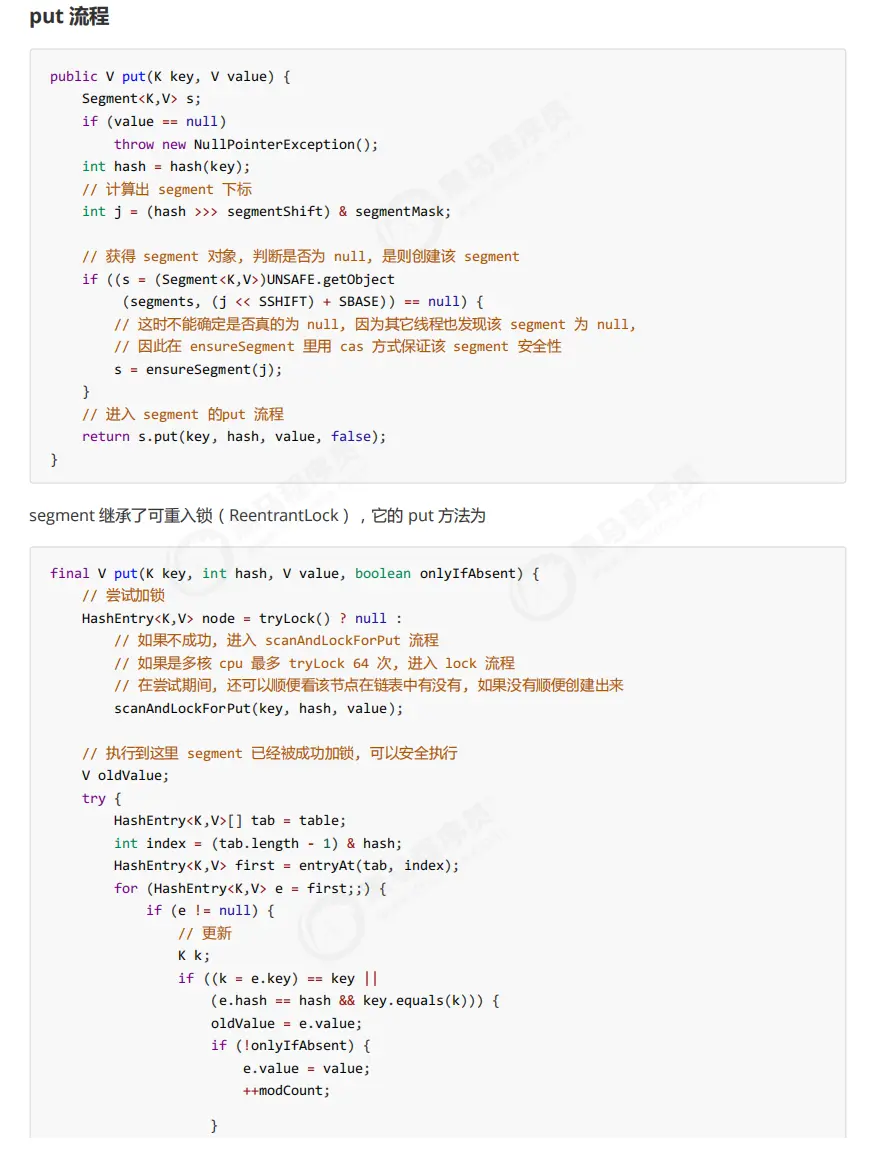 put 流程
public V put(K key, V value) {
    Segment<K,V> s;
    if (value == null)
        throw new NullPointerException();
    int hash = hash(key);
    // 计算出 segment 下标
    int j = (hash >>> segmentShift) & segmentMask;

    // 获得 segment 对象, 判断是否为 null, 是则创建该 segment
    if ((s = (Segment<K,V>)UNSAFE.getObject
         (segments, (j << SSHIFT) + SBASE)) == null) {
        // 这时不能确定是否真的为 null, 因为其它线程也发现该 segment 为 null,
        // 因此在 ensureSegment 里用 cas 方式保证该 segment 安全性
        s = ensureSegment(j);
    }
    // 进入 segment 的put 流程
    return s.put(key, hash, value, false);
}
segment 继承了可重入锁（ReentrantLock），它的 put 方法为
final V put(K key, int hash, V value, boolean onlyIfAbsent) {
    // 尝试加锁
    HashEntry<K,V> node = tryLock() ? null :
        // 如果不成功, 进入 scanAndLockForPut 流程
        // 如果是多核 cpu 最多 tryLock 64 次, 进入 lock 流程
        // 在尝试期间, 还可以顺便看该节点在链表中有没有, 如果没有顺便创建出来
        scanAndLockForPut(key, hash, value);

    // 执行到这里 segment 已经被成功加锁, 可以安全执行
    V oldValue;
    try {
        HashEntry<K,V>[] tab = table;
        int index = (tab.length - 1) & hash;
        HashEntry<K,V> first = entryAt(tab, index);
        for (HashEntry<K,V> e = first;;) {
            if (e != null) {
                // 更新
                K k;
                if ((k = e.key) == key ||
                    (e.hash == hash && key.equals(k))) {
                    oldValue = e.value;
                    if (!onlyIfAbsent) {
                        e.value = value;
                        ++modCount;
                    }